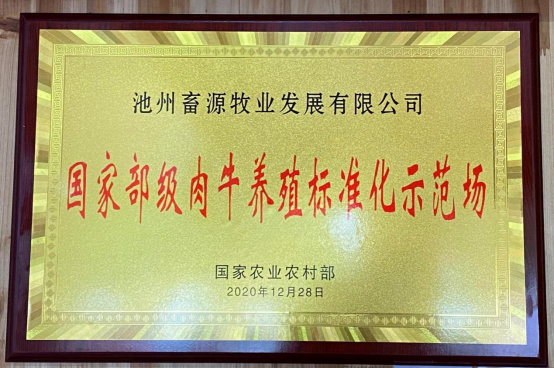 池州畜源牧业发展有限公司
国家部级肉牛养殖标准化示范场
国家农业农村部
2020年12月28日